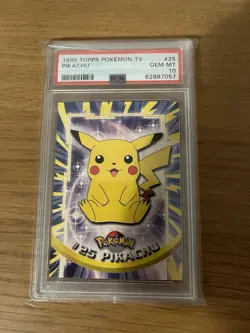 1999 TOPPS POKEMON TV #25
PIKACHU GEM MT
10
PSA 62887057
POKéMON
#25 PIKACHU